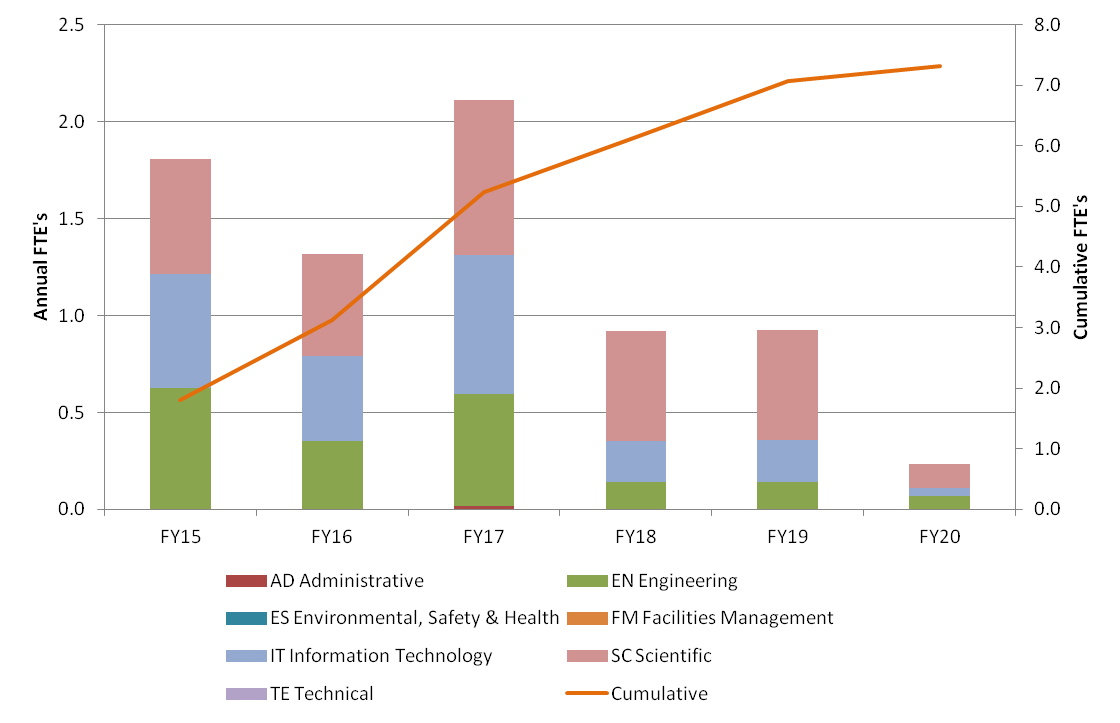 2.5
2.0
1.5
1.0
0.5
0.0
Annual FTE's
8.0
7.0
6.0
5.0
4.0
3.0
2.0
1.0
0.0
Cumulative FTE's
FY15 FY16 FY17 FY18 FY19 FY20
AD Administrative EN Engineering
ES Environmental, Safety & Health FM Facilities Management
IT Information Technology SC Scientific
TE Technical Cumulative